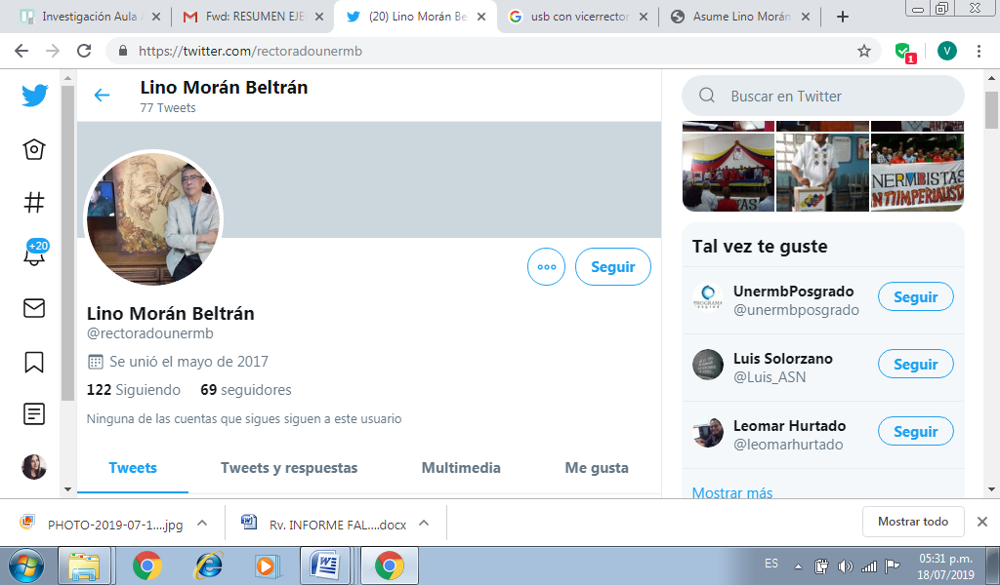 Investigación Aula
Fwd: RESUMEN EJE
(20) Lino Morán Be
usb con vicerrector
Asume Lino Morán
https://twitter.com/rectoradounermb
1
V
Lino Morán Beltrán
77 Tweets
Buscar en Twitter
NERMBISTAS
ANTIIMPERIALIST
+20
Seguir
Lino Morán Beltrán
@rectoradounermb
Se unió el mayo de 2017
122 Siguiendo 69 seguidores
Ninguna de las cuentas que sigues siguen a este usuario
Tweets
Tweets y respuestas
Multimedia
Me gusta
Tal vez te guste
PROGRAMA
UnermbPosgrado
@unermbposgrado
Seguir
Luis Solorzano
@Luis_ASN
Seguir
Leomar Hurtado
@leomarhurtado
Seguir
Mostrar más
PHOTO-2019-07-1....jpg
Rv. INFORME FAL....docx
Mostrar todo
ES
05:31 p.m.
18/07/2019